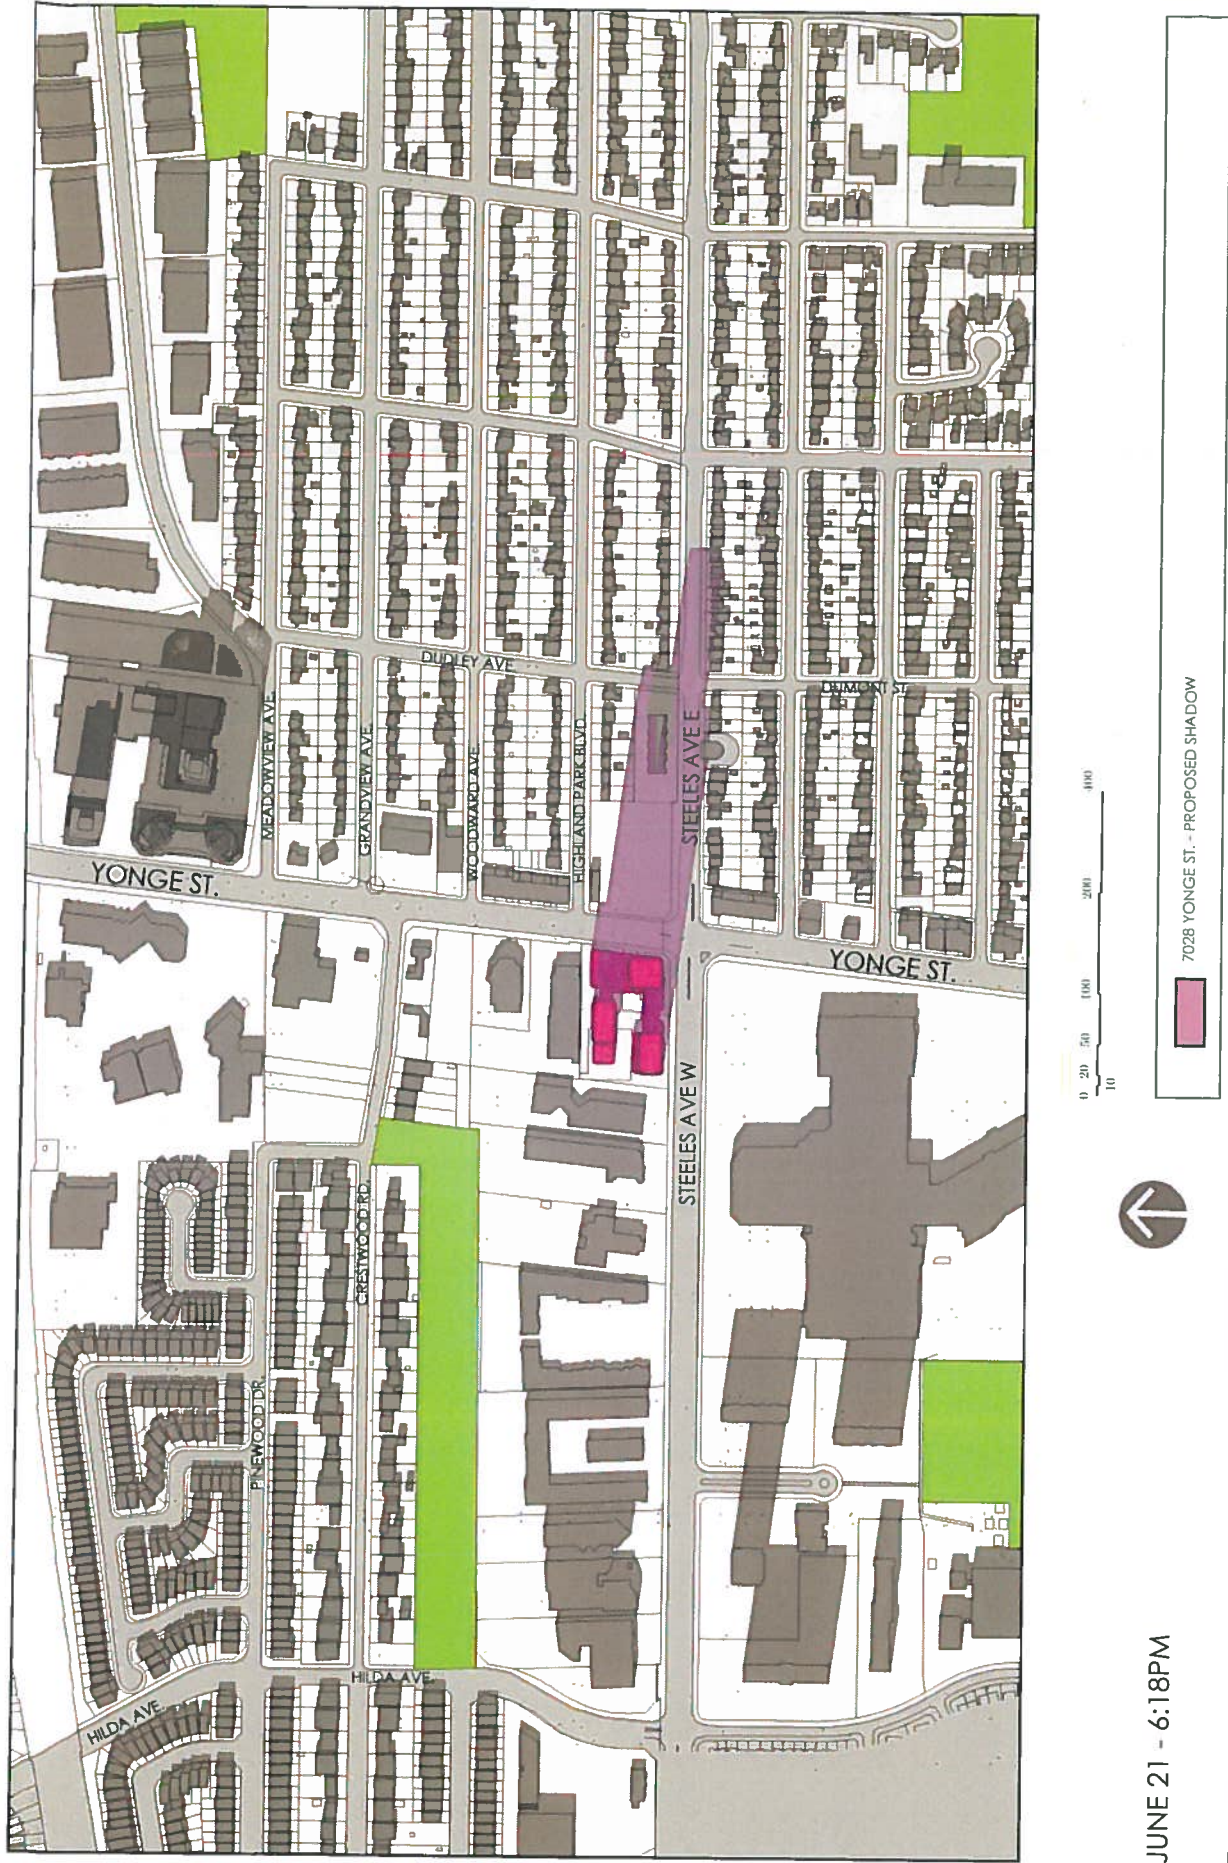 MEADOWVIEW AVE.
GRANDVIEW AVE.
WOODWARD AVE.
HIGHLAND PARK BLVD.
DUDLEY AVE.
DUMONT ST.
STEELES AVE E
YONGE ST.
YONGE ST.
STEELES AVE W
CRESTWOOD RD.
PINEWOOD DR.
HILDA AVE.
HILDA AVE.
0 20 50 100 200 400
10
7028 YONGE ST. - PROPOSED SHADOW
JUNE 21 - 6:18PM